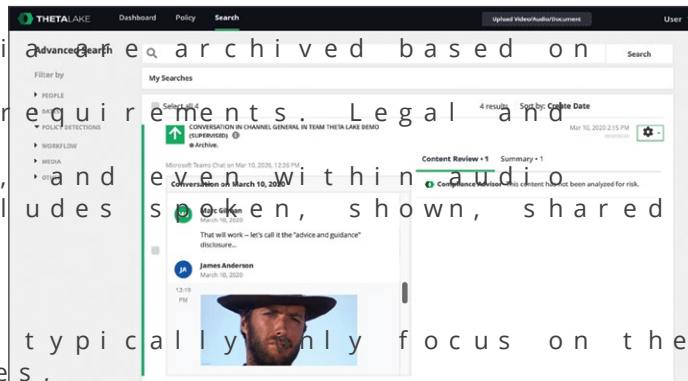 THETALAKE Dashboard Policy Search Upload Video/Audio/Document User
Advanced Search
Search
Filter by
My Searches
PEOPLE
POLICY DETECTIONS
WORKFLOW
MEDIA
Select all 4
4 results Sort by: Create Date
CONVERSATION IN CHANNEL GENERAL IN TEAM THETA LAKE DEMO
(SUPERVISED)
Archive.
Mar 10, 2020 2:15 PM
Microsoft Teams Chat on Mar 10, 2020, 12:26 PM
Content Review • 1 Summary • 1
Conversation on March 10, 2020
Compliance Advisor This content has not been analyzed for risk.
Marc Gilman
March 10, 2020
That will work – let's call it the "advice and guidance"
disclosure...
JA James Anderson
March 10, 2020
12:19
PM
are archived based on
requirements. Legal and
, and even within audio
spoken, shown, shared
typically only focus on the